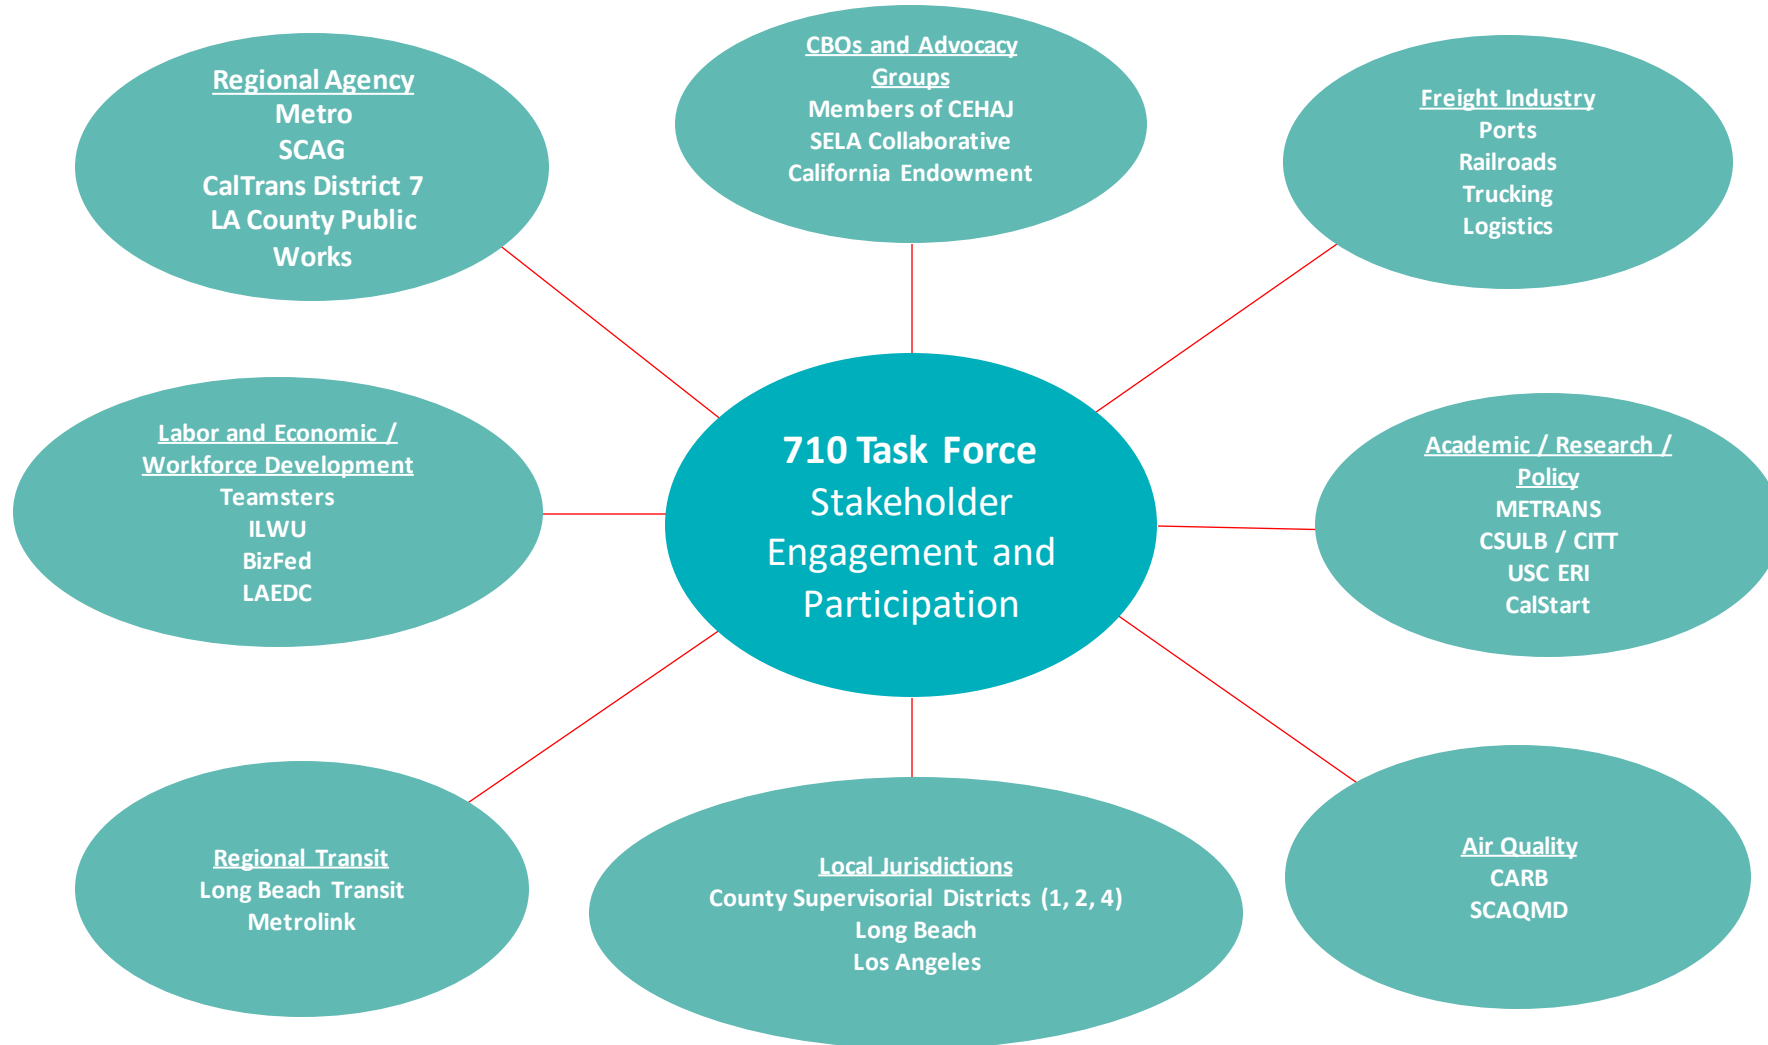 Regional Agency
Metro
SCAG
CalTrans District 7
LA County Public
Works
CBOs and Advocacy
Groups
Members of CEHAJ
SELA Collaborative
California Endowment
Freight Industry
Ports
Railroads
Trucking
Logistics
Labor and Economic /
Workforce Development
Teamsters
ILWU
BizFed
LAEDC
710 Task Force
Stakeholder
Engagement and
Participation
Academic / Research /
Policy
METRANS
CSULB / CITT
USC ERI
CalStart
Regional Transit
Long Beach Transit
Metrolink
Local Jurisdictions
County Supervisorial Districts (1, 2, 4)
Long Beach
Los Angeles
Air Quality
CARB
SCAQMD